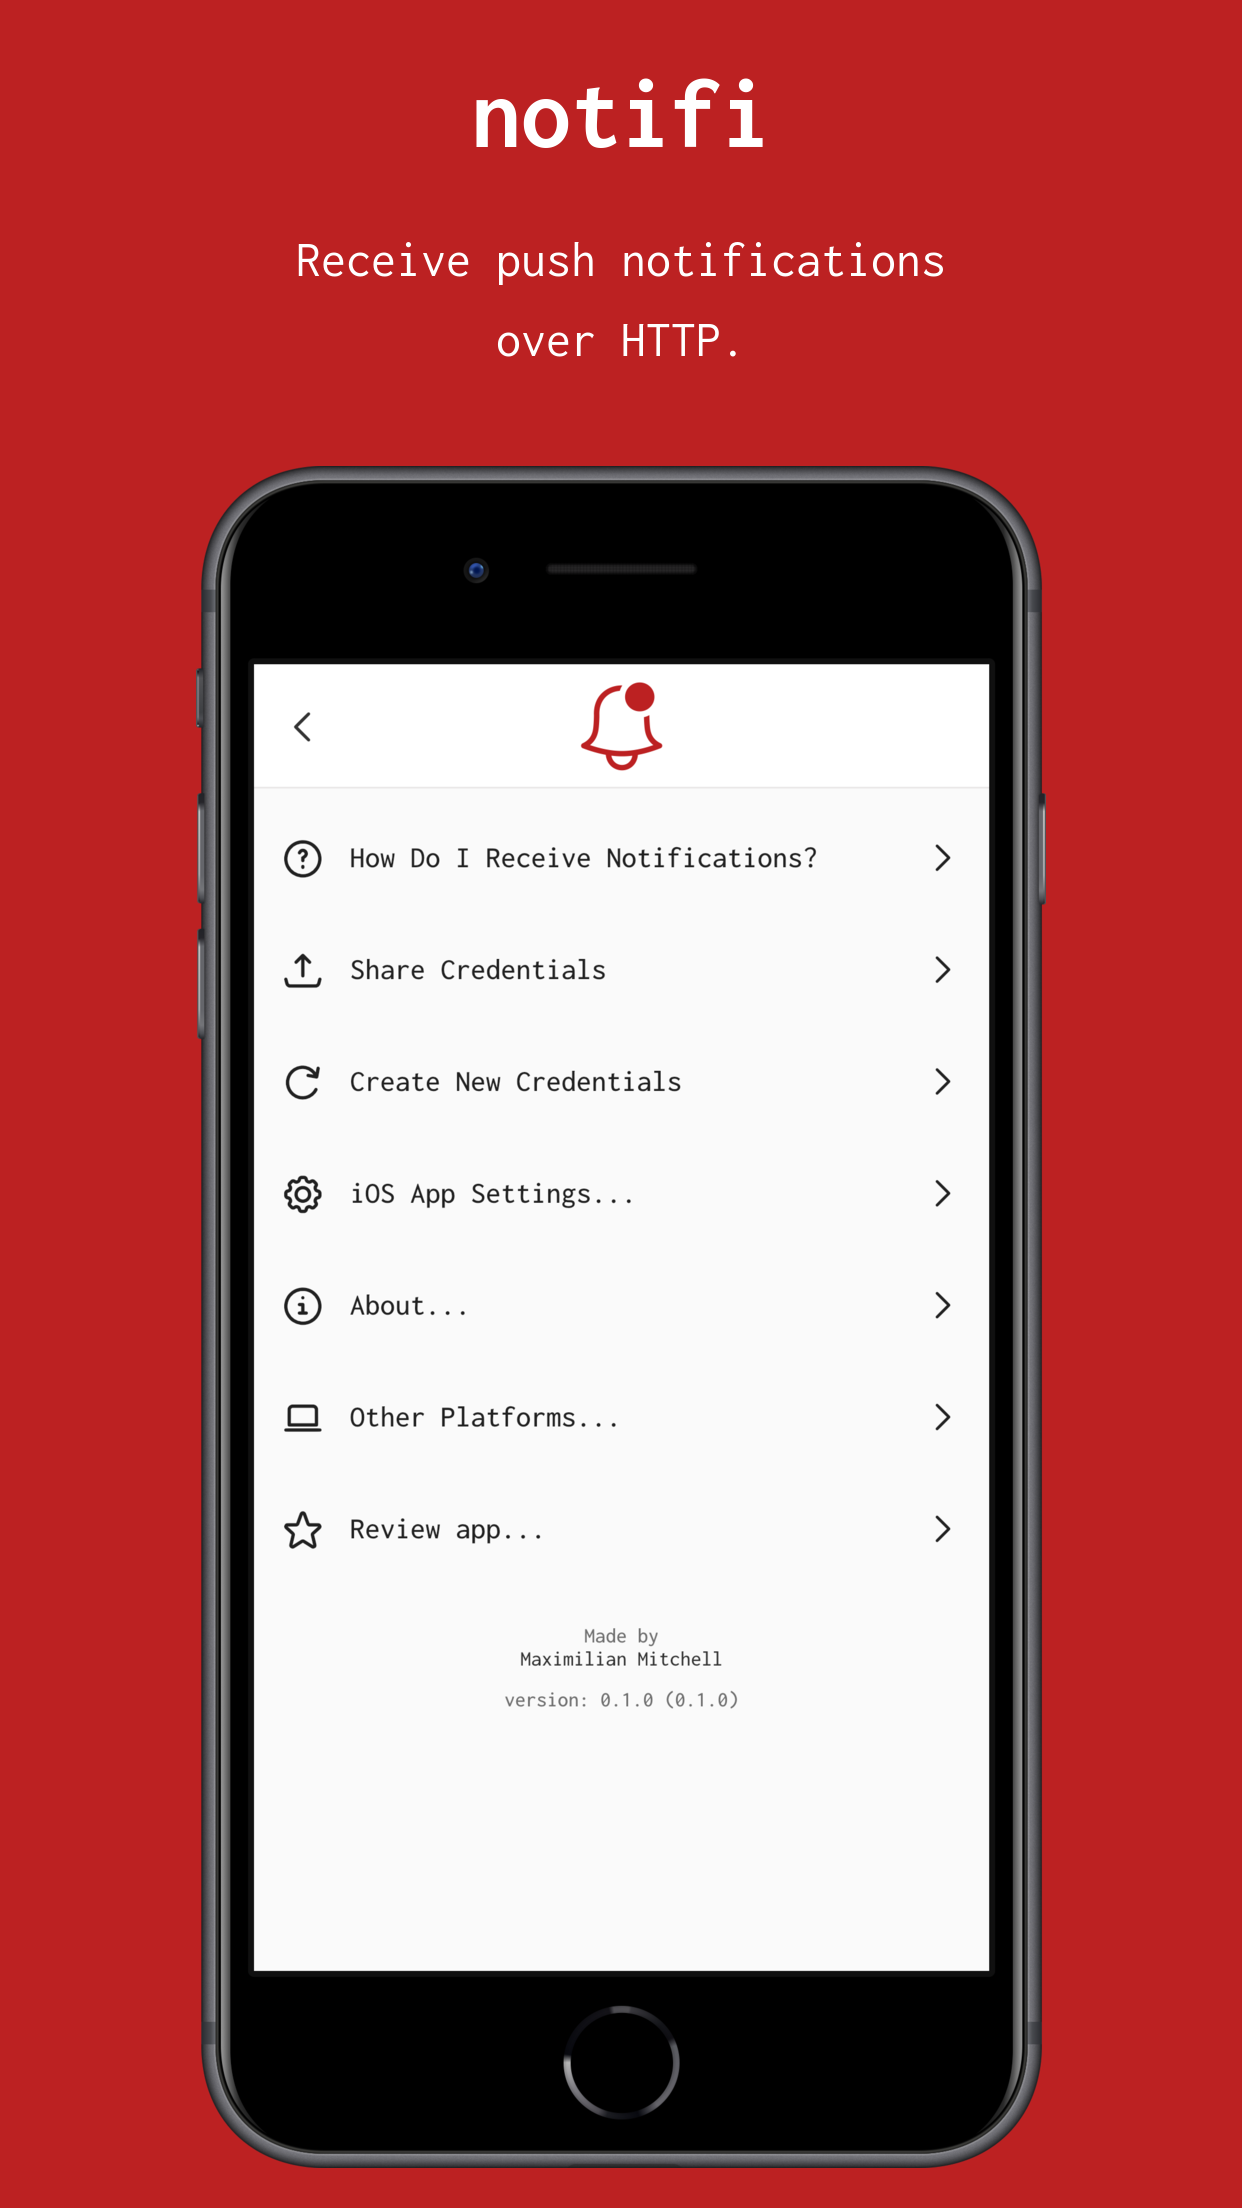 notifi
Receive push notifications
over HTTP.
How Do I Receive Notifications?
Share Credentials
Create New Credentials
iOS App Settings...
About...
Other Platforms...
Review app...
Made by
Maximilian Mitchell
version: 0.1.0 (0.1.0)